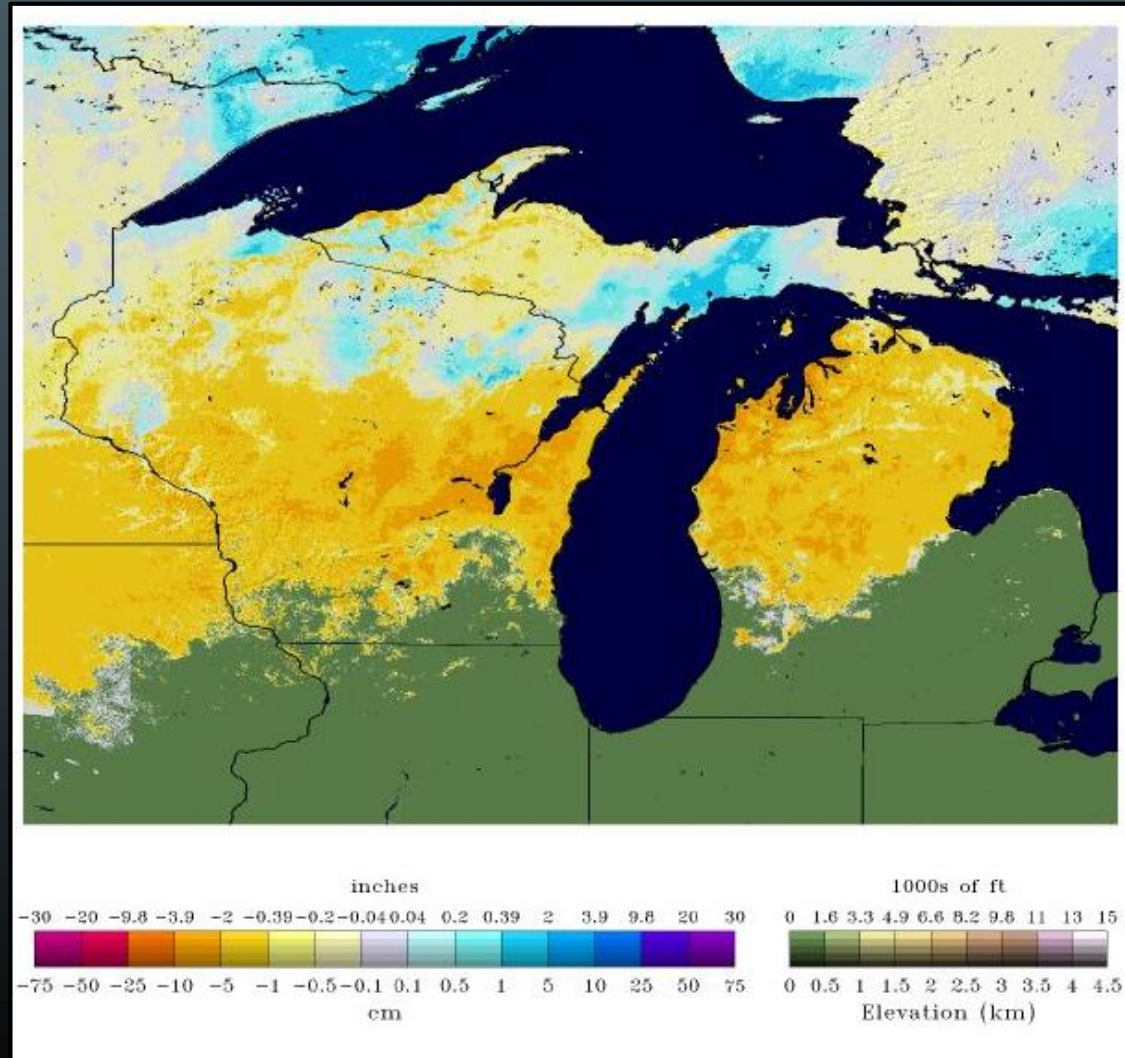 inches
−30 −20 −9.8 −3.9 −2 −0.39 −0.2 −0.04 0.04 0.2 0.39 2 3.9 9.8 20 30
−75 −50 −25 −10 −5 −1 −0.5 −0.1 0.1 0.5 1 5 10 25 50 75
cm
1000s of ft
0 1.6 3.3 4.9 6.6 8.2 9.8 11 13 15
0 0.5 1 1.5 2 2.5 3 3.5 4 4.5
Elevation (km)